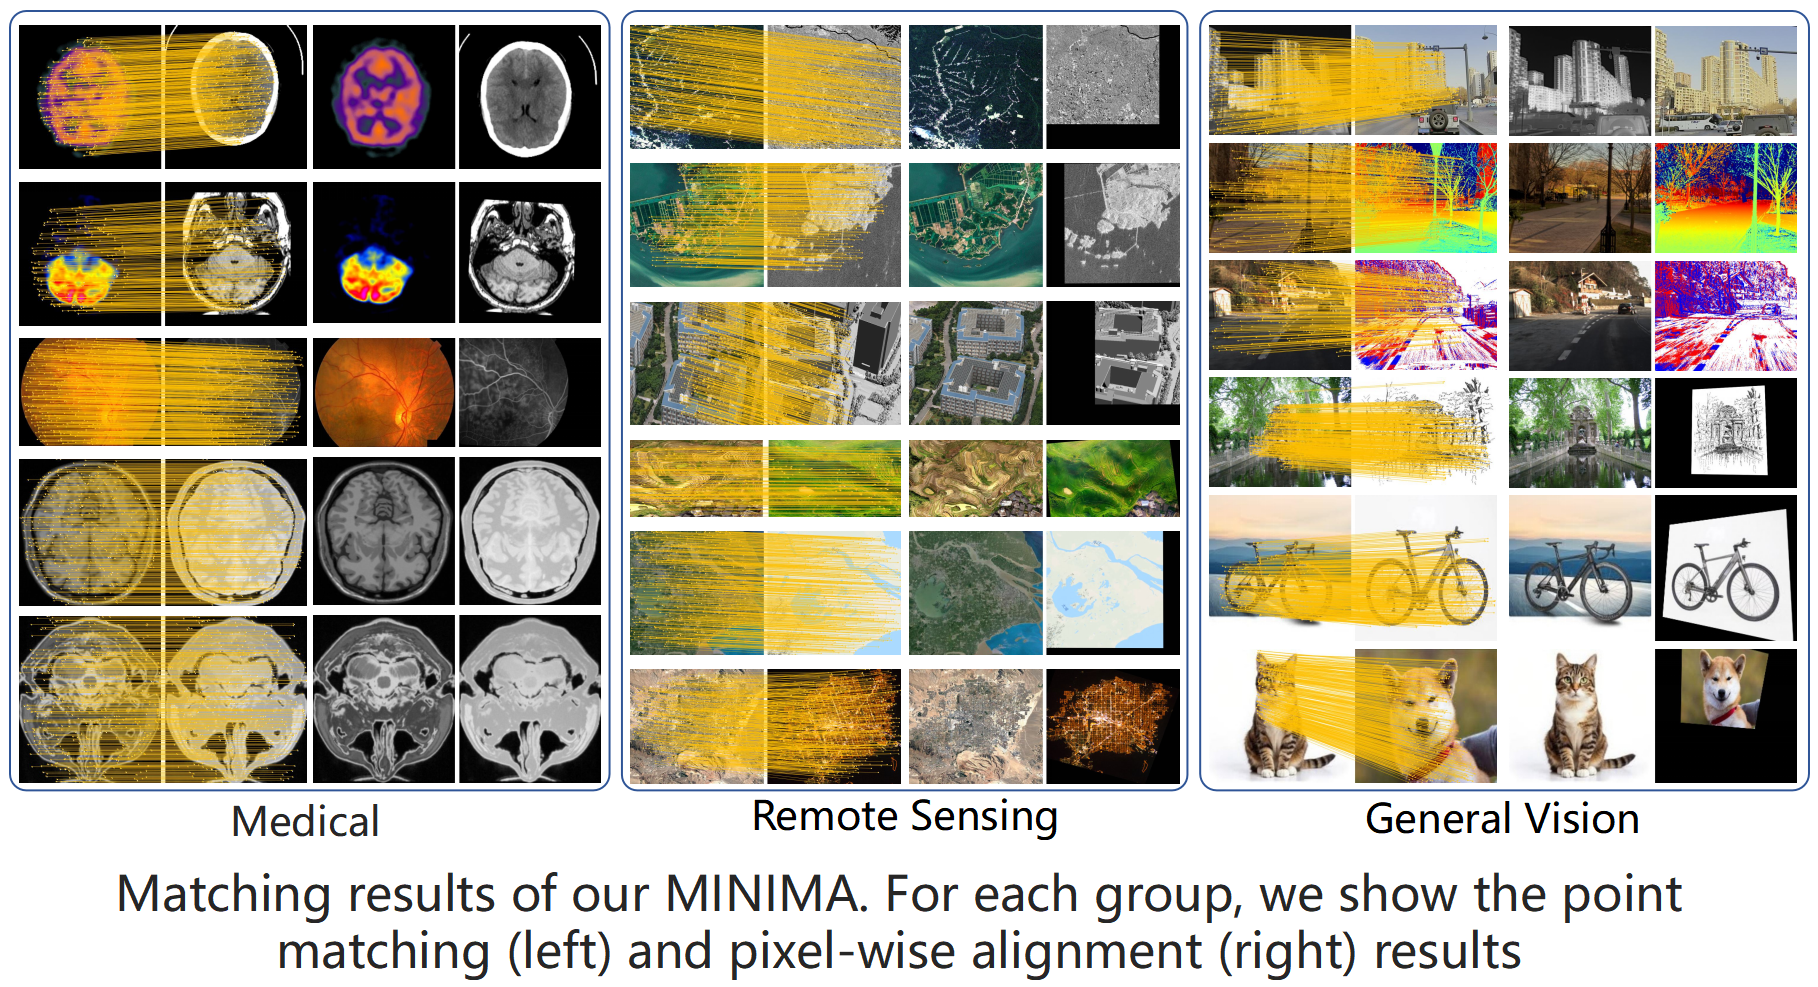 Medical
Remote Sensing
General Vision
Matching results of our MINIMA. For each group, we show the point
matching (left) and pixel-wise alignment (right) results